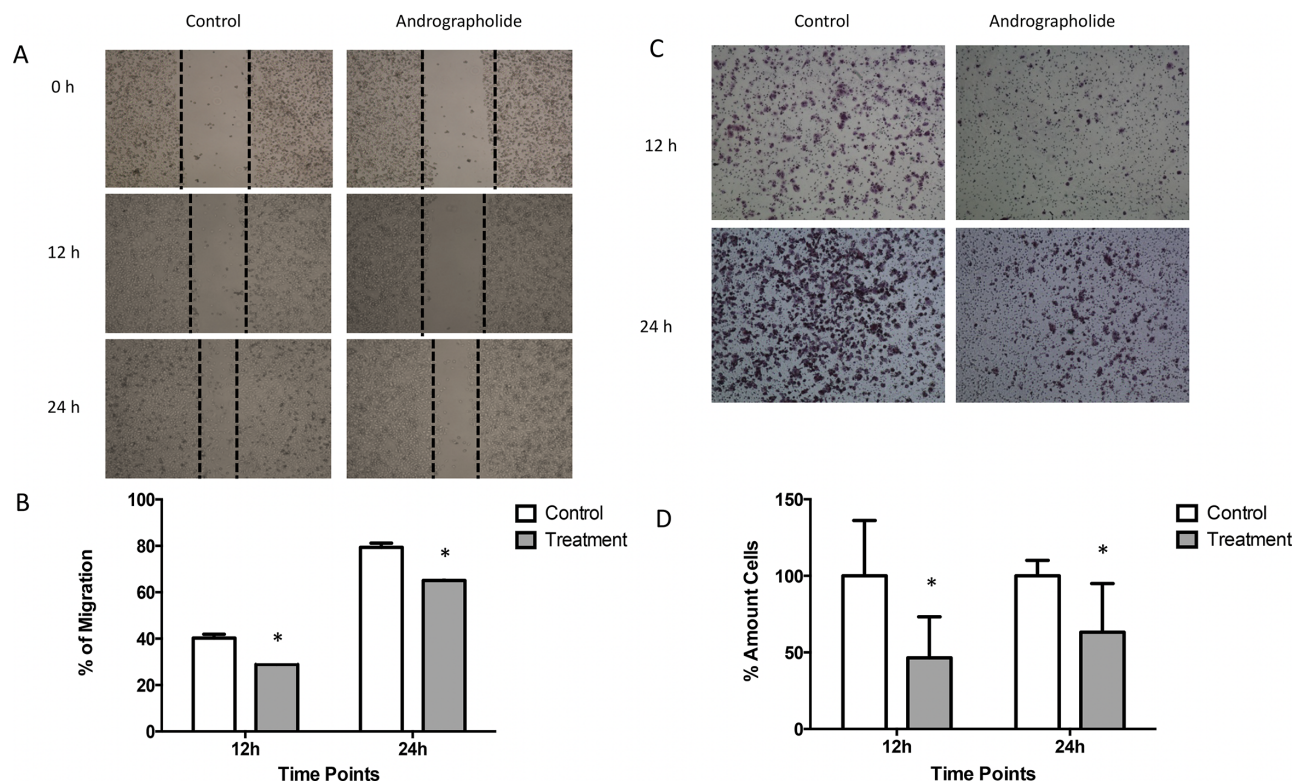 Control
Andrographolide
A
0 h
12 h
24 h
Control
Andrographolide
C
12 h
24 h
B
% of Migration
100
80
60
40
20
0
12h
24h
Time Points
Control
Treatment
*
*
D
% Amount Cells
150
100
50
0
12h
24h
Time Points
Control
Treatment
*
*